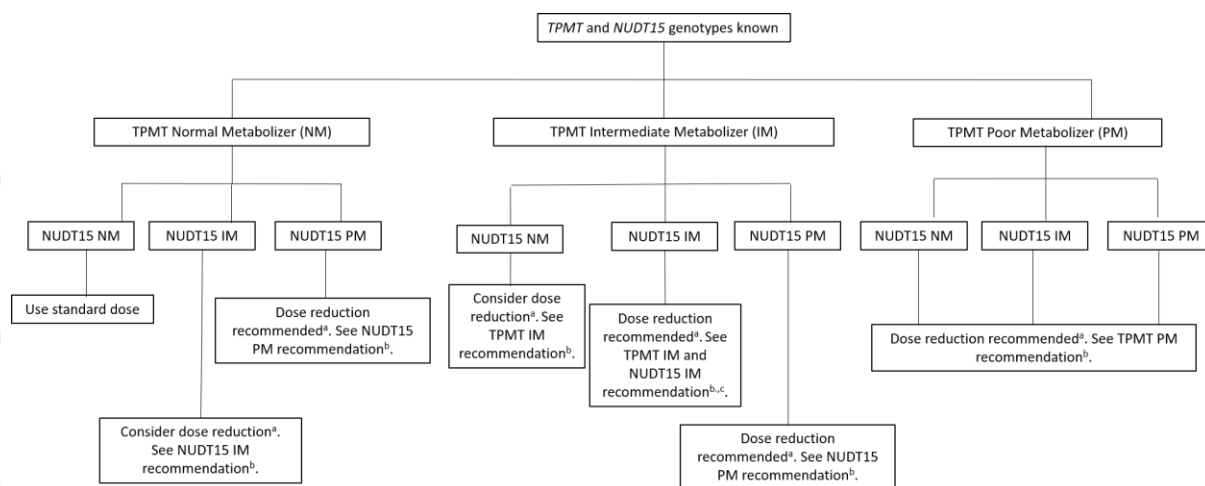 TPMT and NUDT15 genotypes known
TPMT Normal Metabolizer (NM)
TPMT Intermediate Metabolizer (IM)
TPMT Poor Metabolizer (PM)
NUDT15 NM
NUDT15 IM
NUDT15 PM
NUDT15 NM
NUDT15 IM
NUDT15 PM
NUDT15 NM
NUDT15 IM
NUDT15 PM
Use standard dose
Dose reduction
recommendedᵃ. See NUDT15
PM recommendationᵇ.
Consider dose reductionᵃ.
See NUDT15 IM
recommendationᵇ.
Consider dose
reductionᵃ. See
TPMT IM
recommendationᵇ.
Dose reduction
recommendedᵃ. See
TPMT IM and
NUDT15 IM
recommendationᵇ·,ᶜ.
Dose reduction
recommendedᵃ. See NUDT15
PM recommendationᵇ.
Dose reduction recommendedᵃ. See TPMT PM
recommendationᵇ.